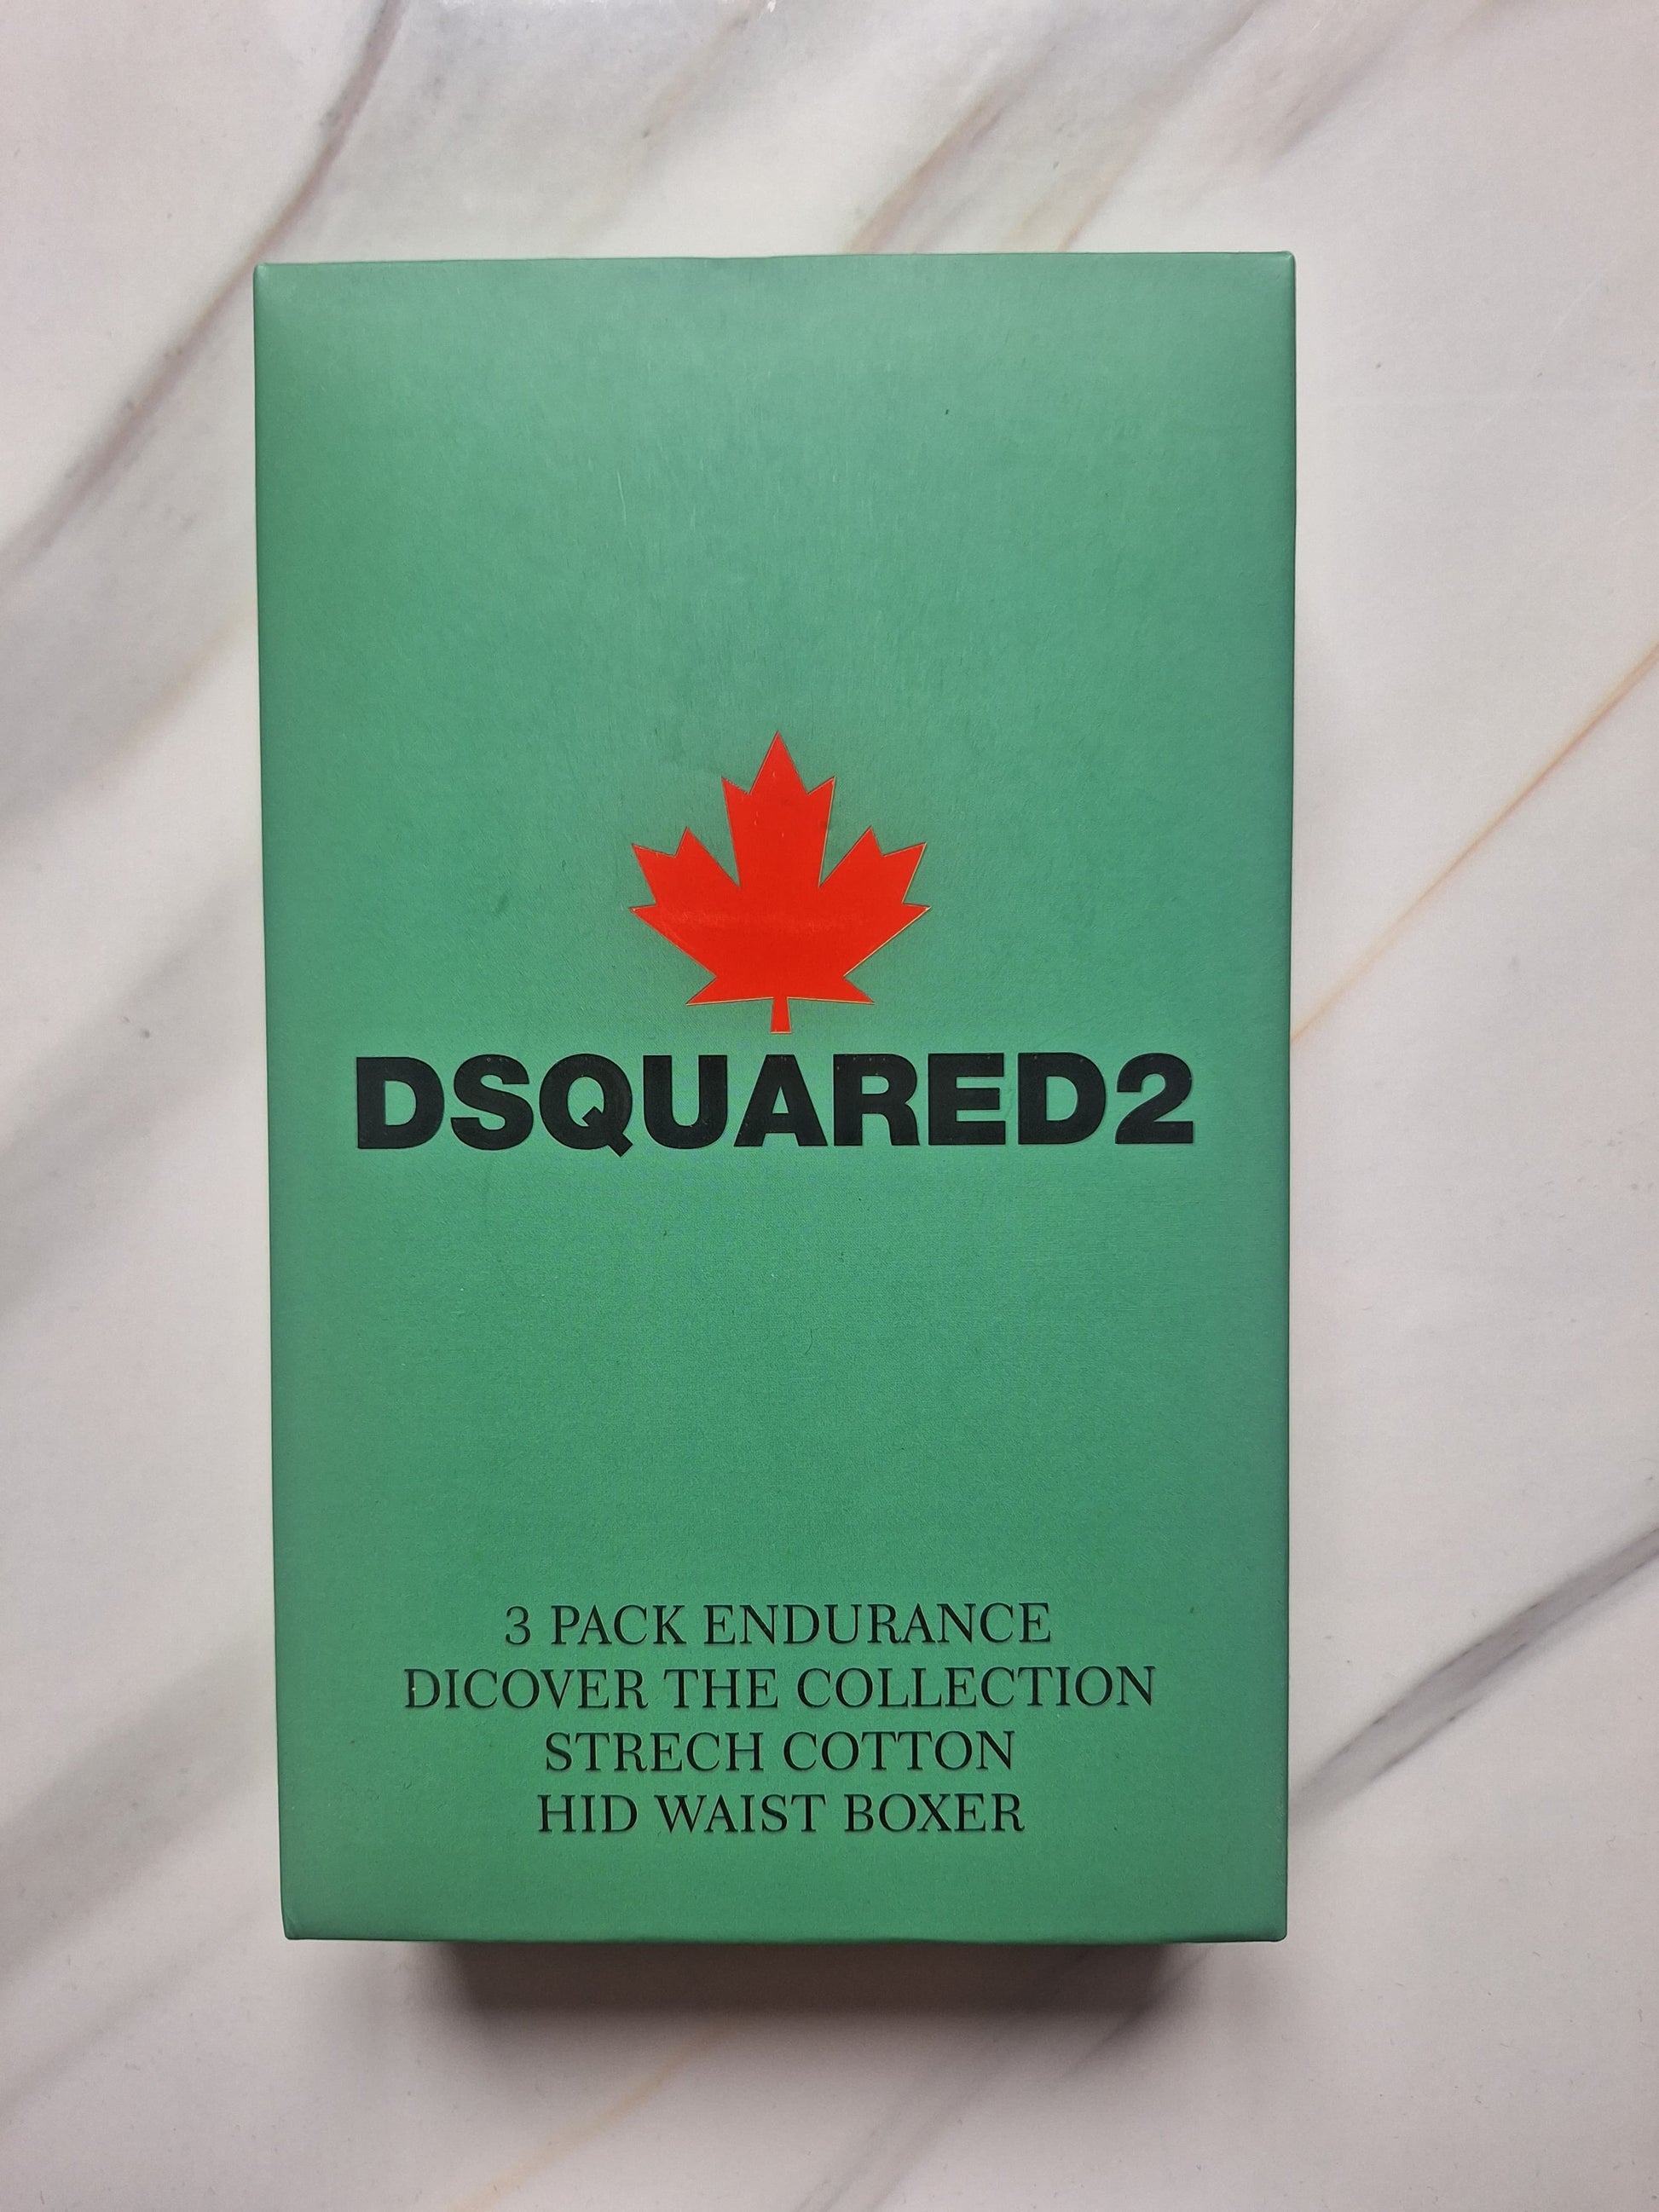 DSQUARED2
3 PACK ENDURANCE
DICOVER THE COLLECTION
STRECH COTTON
HID WAIST BOXER